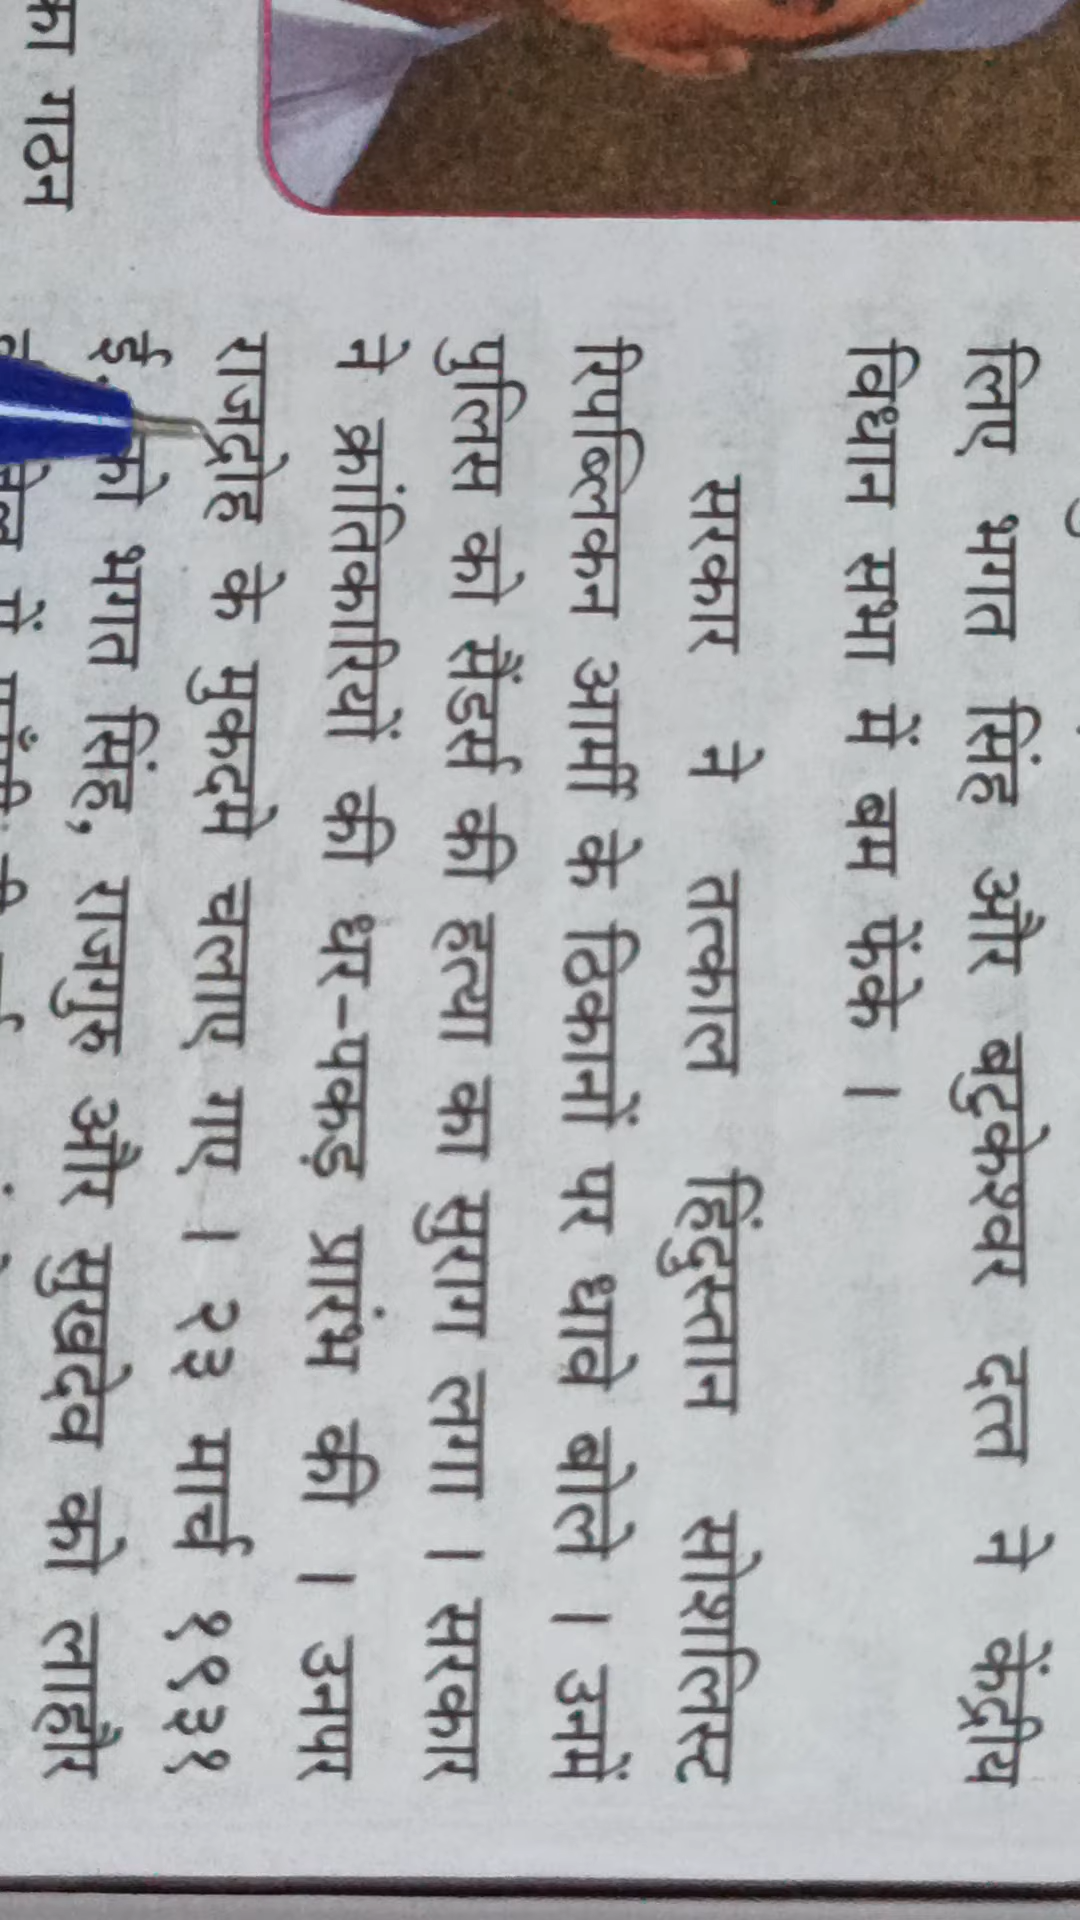 लिए भगत सिंह और बटुकेश्वर दत्त ने केंद्रीय
विधान सभा में बम फेंके ।
सरकार ने तत्काल हिंदुस्तान सोशलिस्ट
रिपब्लिकन आर्मी के ठिकानों पर धावे बोले । उनमें
पुलिस को सैंडर्स की हत्या का सुराग लगा । सरकार
ने क्रांतिकारियों की धर-पकड़ प्रारंभ की । उनपर
राजद्रोह के मुकदमे चलाए गए । २३ मार्च १९३१
का गठन
ई. को भगत सिंह, राजगुरु और सुखदेव को लाहौर
में